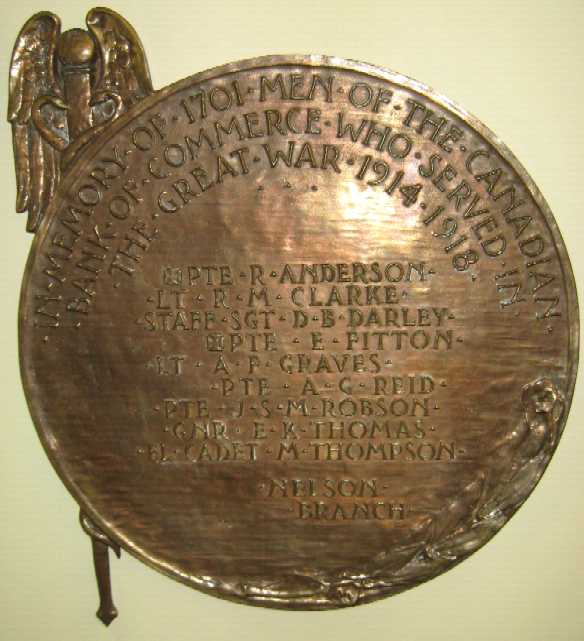 ·IN·MEMORY·OF·1701·MEN·OF·THE·CANADIAN·
·BANK·OF·COMMERCE·WHO·SERVED·IN·
·THE·GREAT·WAR·1914·1918·
PTE·R·ANDERSON·
·LT·R·M·CLARKE·
·STAFF·SGT·D·B·DARLEY·
PTE·E·FITTON·
·LT·A·F·GRAVES·
·PTE·A·G·REID·
·PTE·J·S·M·ROBSON·
·GNR·E·K·THOMAS·
·FL·CADET·M·THOMPSON·
·NELSON·
·BRANCH·